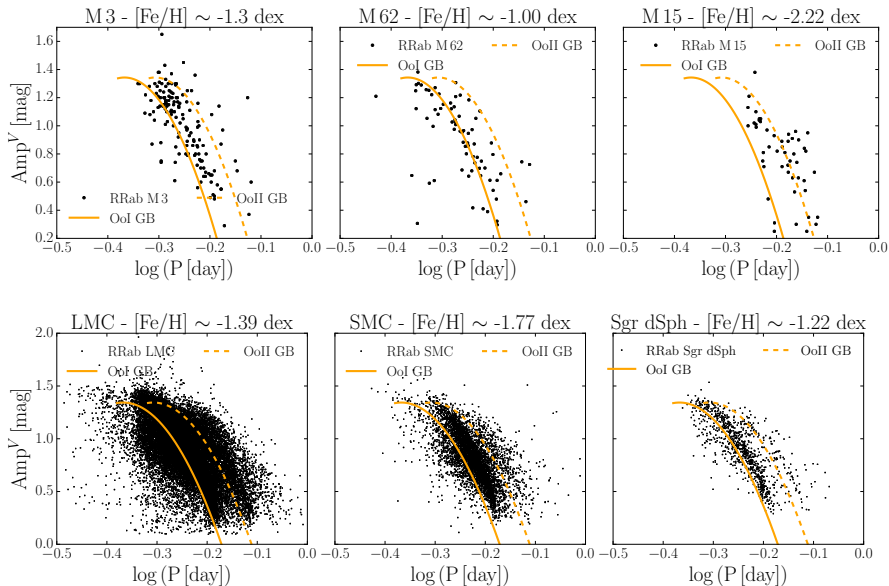 M 3 - [Fe/H] ∼ -1.3 dex
M 62 - [Fe/H] ∼ -1.00 dex
M 15 - [Fe/H] ∼ -2.22 dex
Amp^V [mag]
1.6
1.4
1.2
1.0
0.8
0.6
0.4
0.2
RRab M 3
OoI GB
OoII GB
RRab M 62
OoI GB
OoII GB
RRab M 15
OoI GB
OoII GB
−0.5 −0.4 −0.3 −0.2 −0.1 0.0
−0.5 −0.4 −0.3 −0.2 −0.1 0.0
−0.5 −0.4 −0.3 −0.2 −0.1 0.0
log (P [day])
log (P [day])
log (P [day])
LMC - [Fe/H] ∼ -1.39 dex
SMC - [Fe/H] ∼ -1.77 dex
Sgr dSph - [Fe/H] ∼ -1.22 dex
Amp^V [mag]
2.0
1.5
1.0
0.5
0.0
RRab LMC
OoI GB
OoII GB
RRab SMC
OoI GB
OoII GB
RRab Sgr dSph
OoI GB
OoII GB
−0.5 −0.4 −0.3 −0.2 −0.1 0.0
−0.5 −0.4 −0.3 −0.2 −0.1 0.0
−0.5 −0.4 −0.3 −0.2 −0.1 0.0
log (P [day])
log (P [day])
log (P [day])